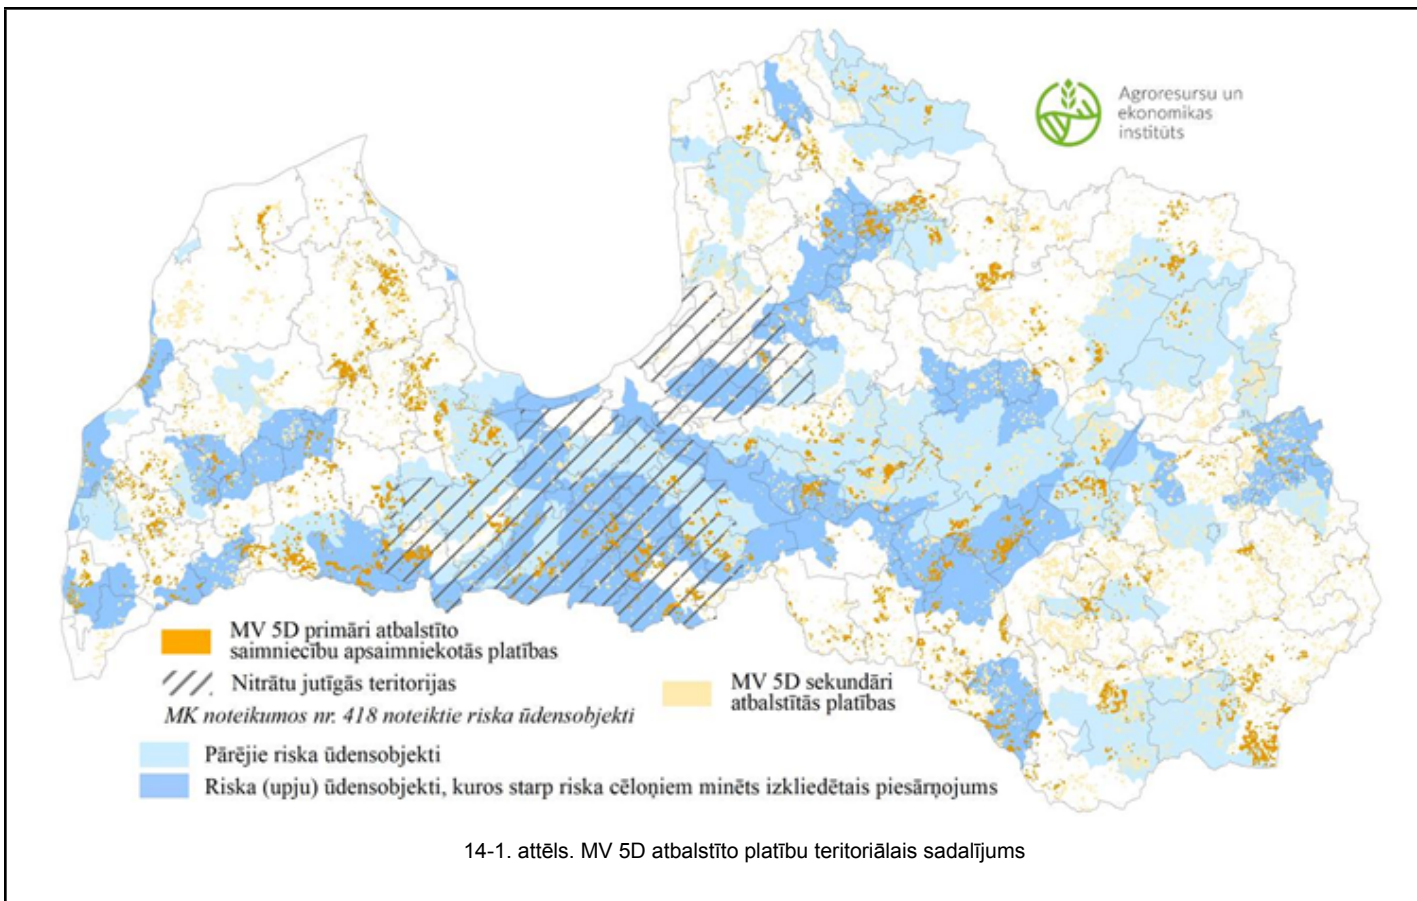 Agroresursu un
ekonomikas
institūts
MV 5D primāri atbalstīto
saimniecību apsaimniekotās platības
Nitrātu jutīgās teritorijas
MV 5D sekundāri
atbalstītās platības
MK noteikumos nr. 418 noteiktie riska ūdensobjekti
Pārējie riska ūdensobjekti
Riska (upju) ūdensobjekti, kuros starp riska cēloņiem minēts izkliedētais piesārņojums
14-1. attēls. MV 5D atbalstīto platību teritoriālais sadalījums